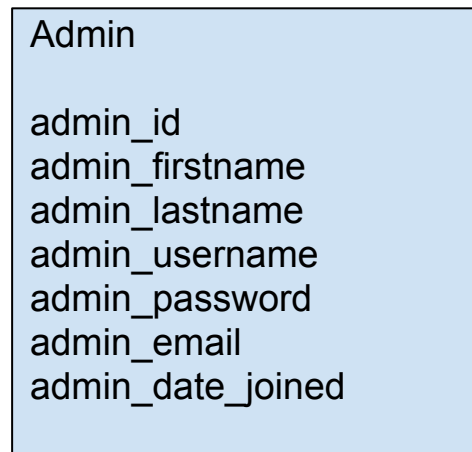 Admin
admin_id
admin_firstname
admin_lastname
admin_username
admin_password
admin_email
admin_date_joined